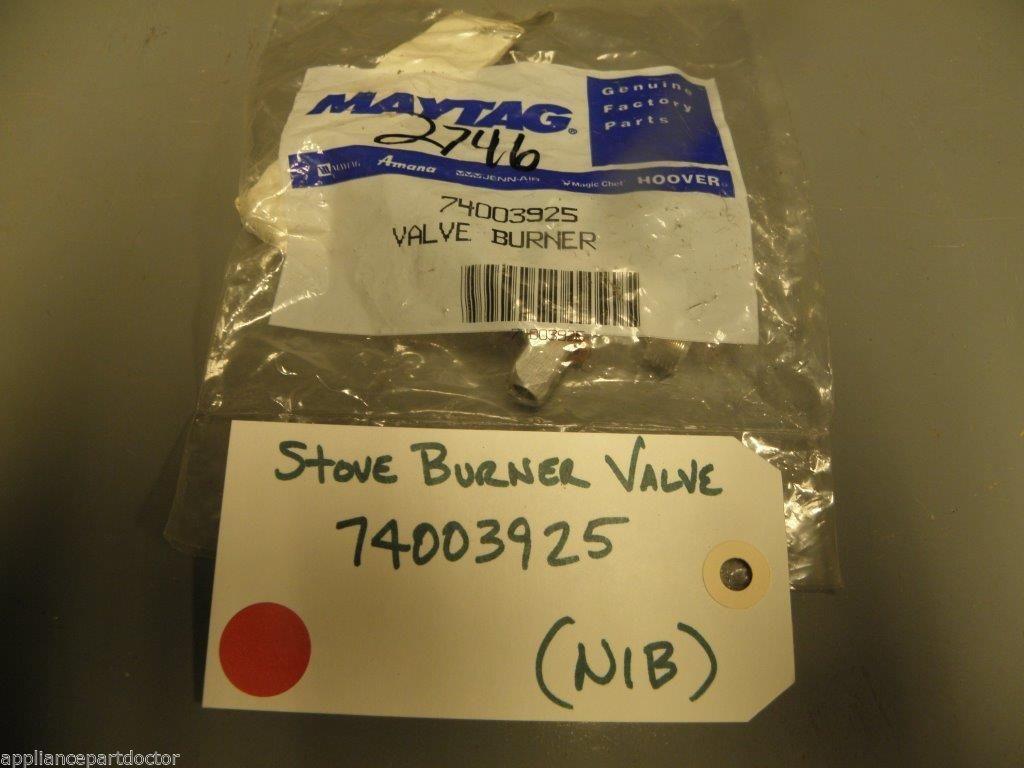 MAYTAG®
Genuine
Factory
Parts
2746
MAYTAG Amana JENN-AIR Magic Chef HOOVER
74003925
VALVE BURNER
74003925
STOVE BURNER VALVE
74003925
(NIB)
appliancepartdoctor